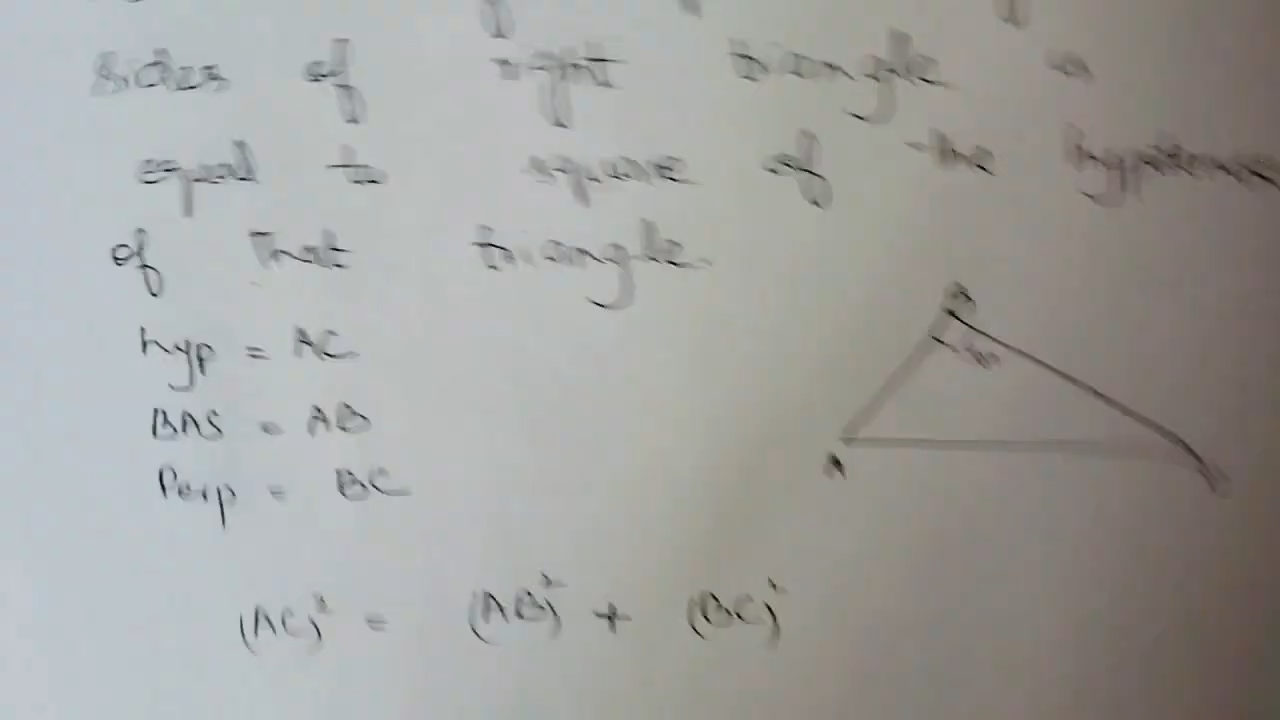 sides of right triangle is
equal to square of the hypotenuse
of that triangle.
hyp = AC
BAS = AB
Perp = BC
B
90°
A
(AC)² = (AB)² + (BC)²